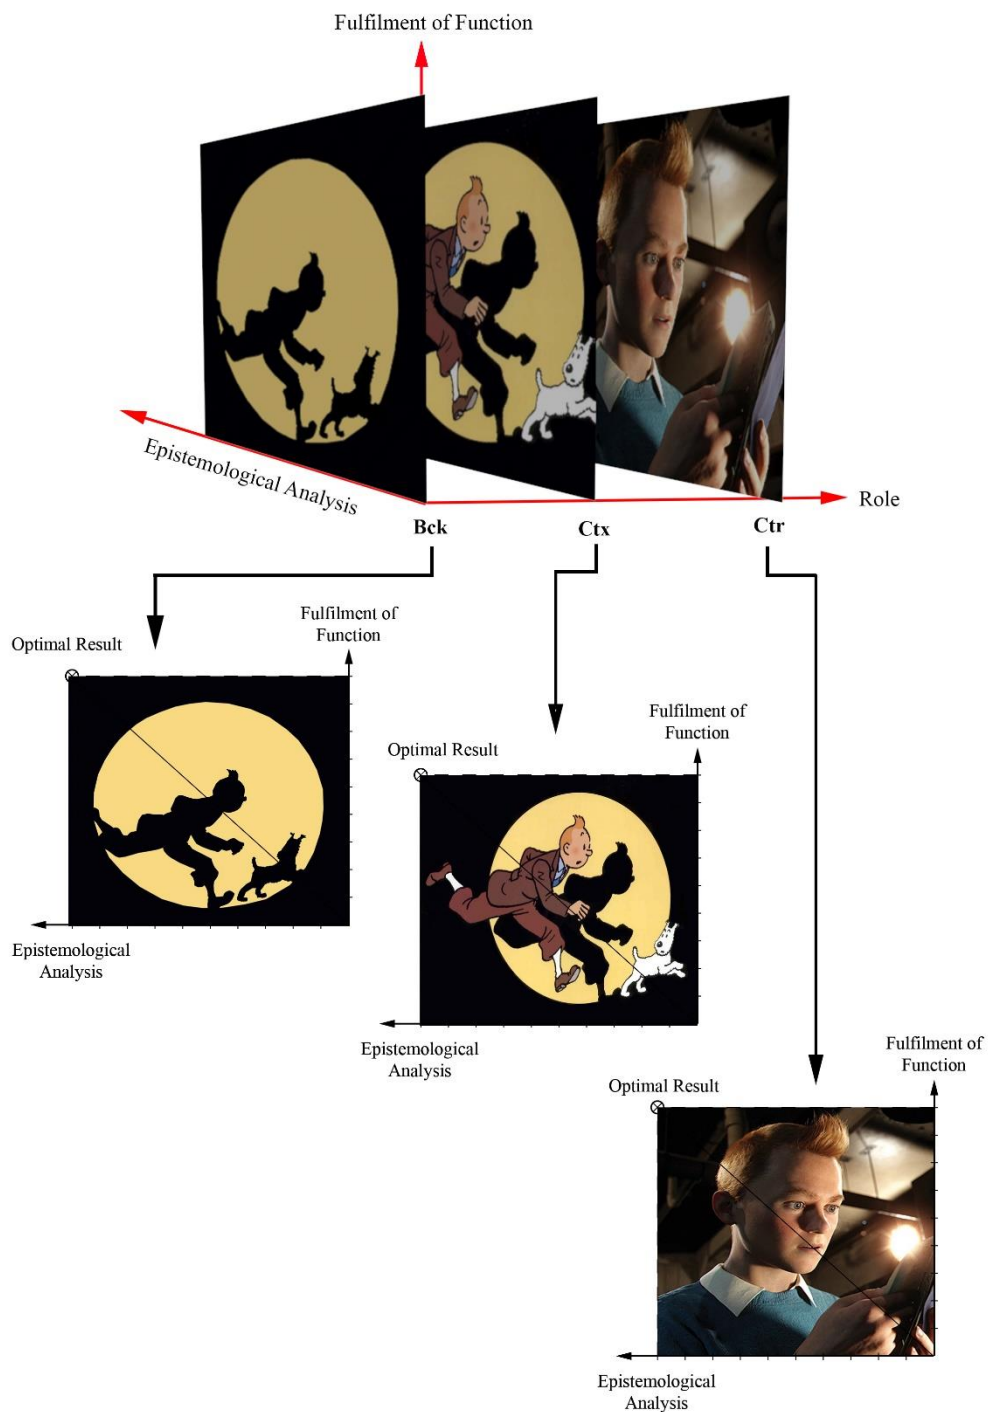 Fulfilment of Function
Epistemological Analysis
Role
Bck
Ctx
Ctr
Fulfilment of
Function
Optimal Result
Epistemological
Analysis
Fulfilment of
Function
Optimal Result
Epistemological
Analysis
Fulfilment of
Function
Optimal Result
Epistemological
Analysis